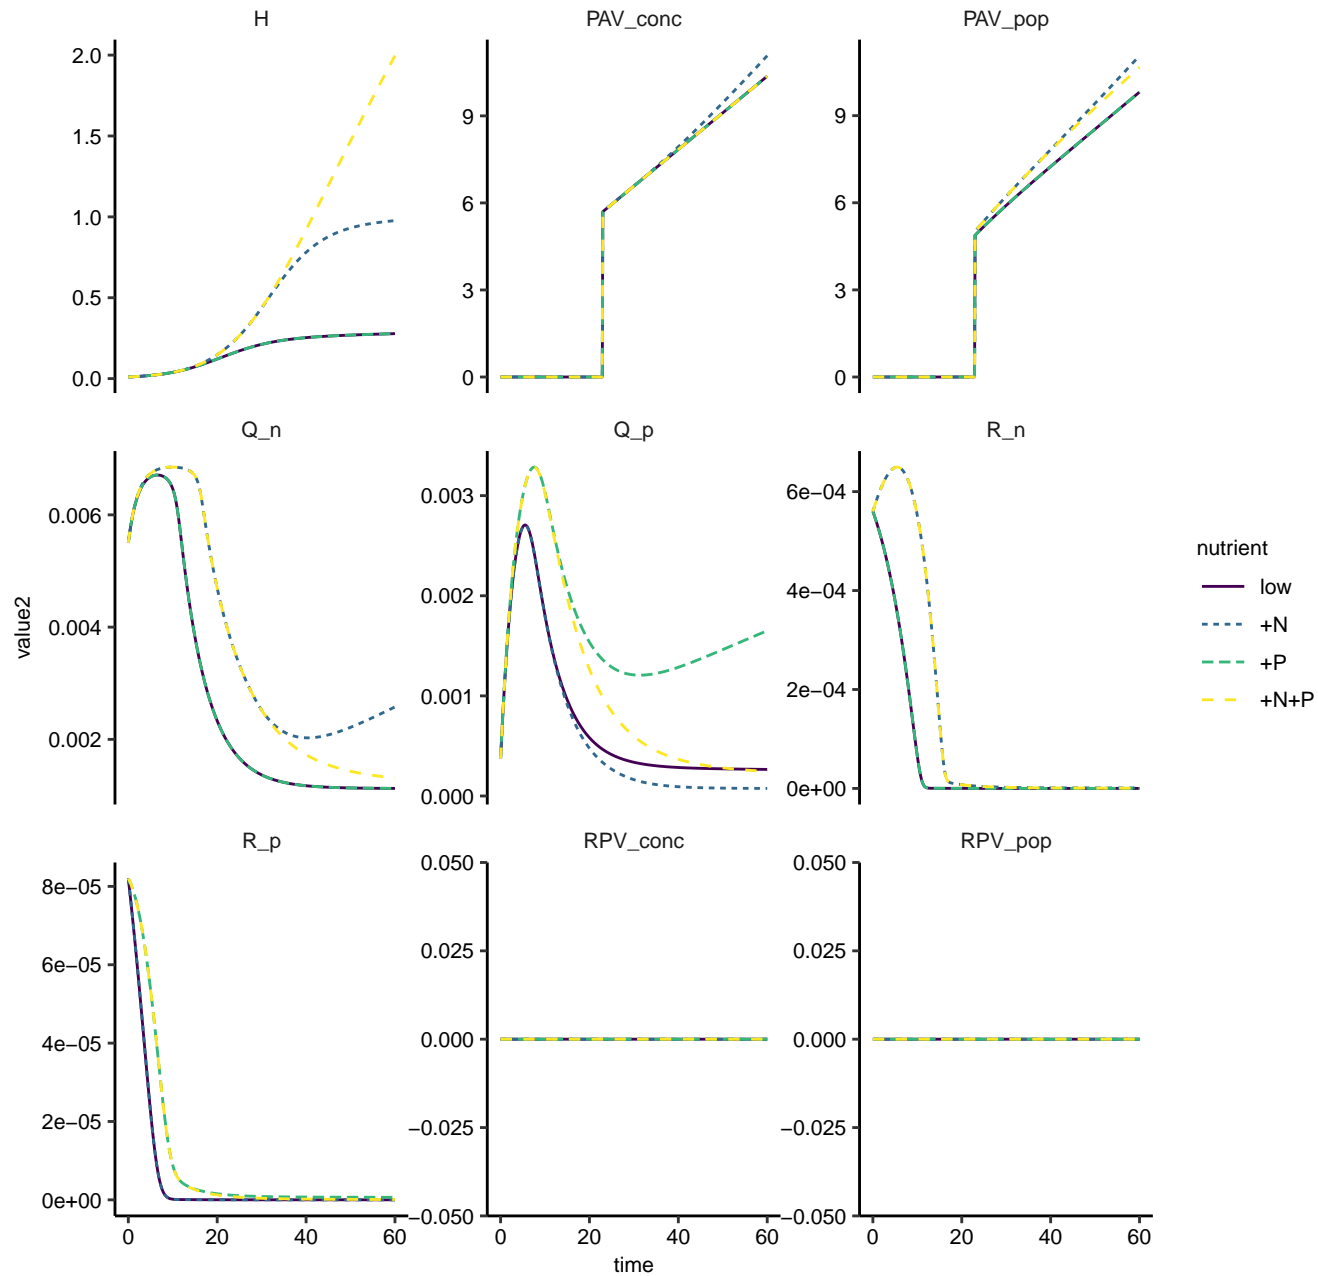 H
PAV_conc
PAV_pop
2.0
1.5
1.0
0.5
0.0
9
6
3
0
9
6
3
0
Q_n
Q_p
R_n
0.006
0.004
0.002
0.003
0.002
0.001
0.000
6e−04
4e−04
2e−04
0e+00
value2
nutrient
low
+N
+P
+N+P
R_p
RPV_conc
RPV_pop
8e−05
6e−05
4e−05
2e−05
0e+00
0.050
0.025
0.000
−0.025
−0.050
0.050
0.025
0.000
−0.025
−0.050
0 20 40 60
0 20 40 60
0 20 40 60
time